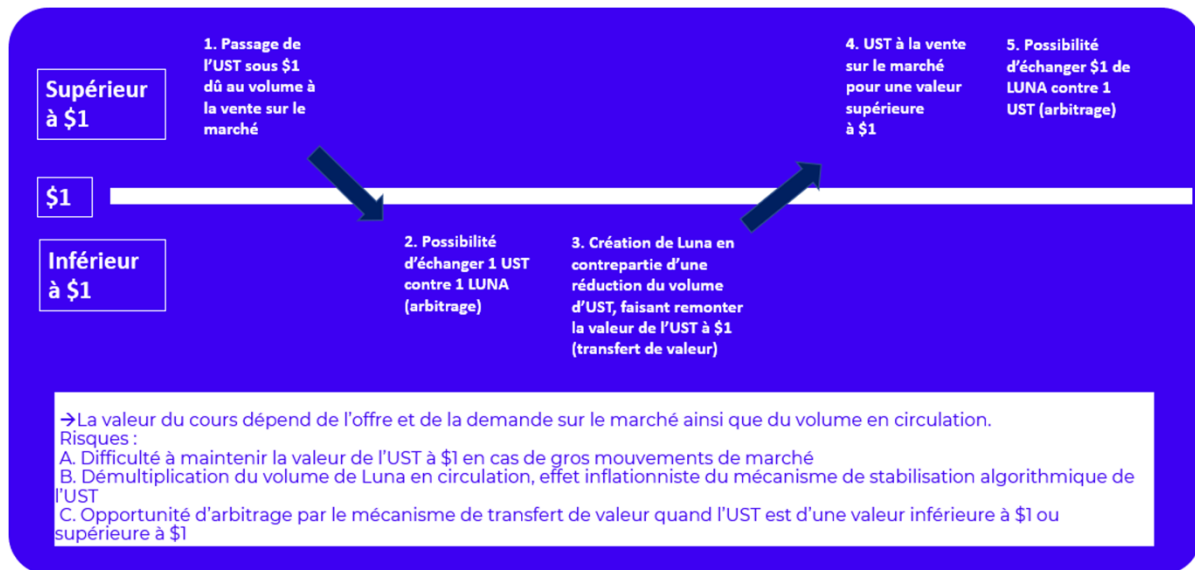 Supérieur
à $1
1. Passage de
l'UST sous $1
dû au volume à
la vente sur le
marché
4. UST à la vente
sur le marché
pour une valeur
supérieure
à $1
5. Possibilité
d'échanger $1 de
LUNA contre 1
UST (arbitrage)
$1
Inférieur
à $1
2. Possibilité
d'échanger 1 UST
contre 1 LUNA
(arbitrage)
3. Création de Luna en
contrepartie d'une
réduction du volume
d'UST, faisant remonter
la valeur de l'UST à $1
(transfert de valeur)
→La valeur du cours dépend de l'offre et de la demande sur le marché ainsi que du volume en circulation.
Risques :
A. Difficulté à maintenir la valeur de l'UST à $1 en cas de gros mouvements de marché
B. Démultiplication du volume de Luna en circulation, effet inflationniste du mécanisme de stabilisation algorithmique de
l'UST
C. Opportunité d'arbitrage par le mécanisme de transfert de valeur quand l'UST est d'une valeur inférieure à $1 ou
supérieure à $1